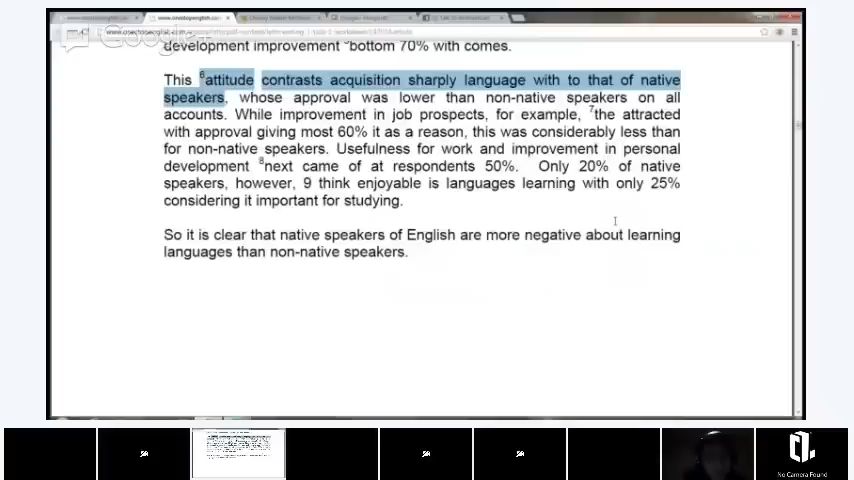 www.onestopenglish.com
Google+
development improvement ⁵bottom 70% with comes.
This ⁶attitude contrasts acquisition sharply language with to that of native
speakers, whose approval was lower than non-native speakers on all
accounts. While improvement in job prospects, for example, ⁷the attracted
with approval giving most 60% it as a reason, this was considerably less than
for non-native speakers. Usefulness for work and improvement in personal
development ⁸next came of at respondents 50%. Only 20% of native
speakers, however, 9 think enjoyable is languages learning with only 25%
considering it important for studying.
So it is clear that native speakers of English are more negative about learning
languages than non-native speakers.
No Camera Found